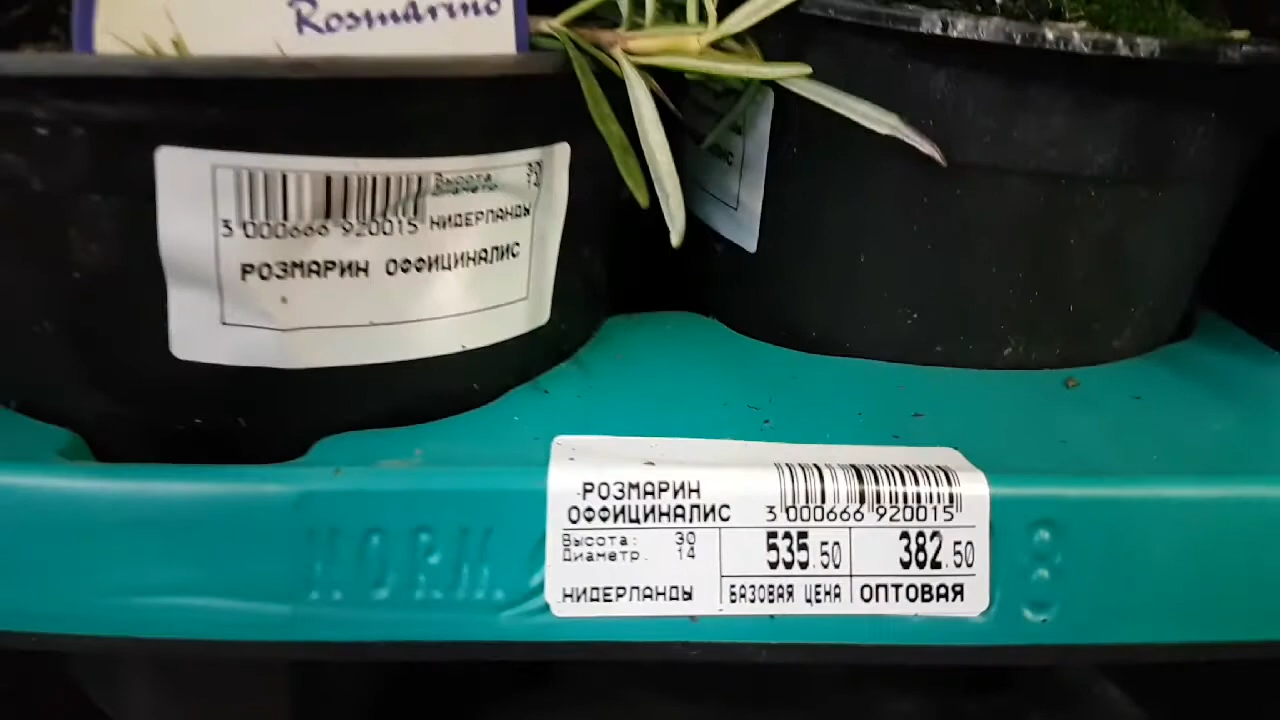 Rosmarino
Высота
3 000666 920015 НИДЕРЛАНДЫ
РОЗМАРИН ОФФИЦИНАЛИС
РОЗМАРИН
ОФФИЦИНАЛИС
3 000666 920015
Высота: 30
Диаметр. 14
535.50
382.50
НИДЕРЛАНДЫ
БАЗОВАЯ ЦЕНА
ОПТОВАЯ